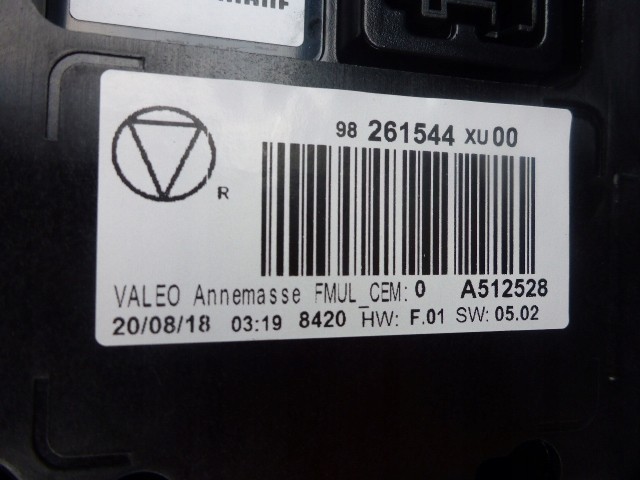 98 261544 XU 00
R
VALEO Annemasse FMUL_CEM: 0 A512528
20/08/18 03:19 8420 HW: F.01 SW: 05.02